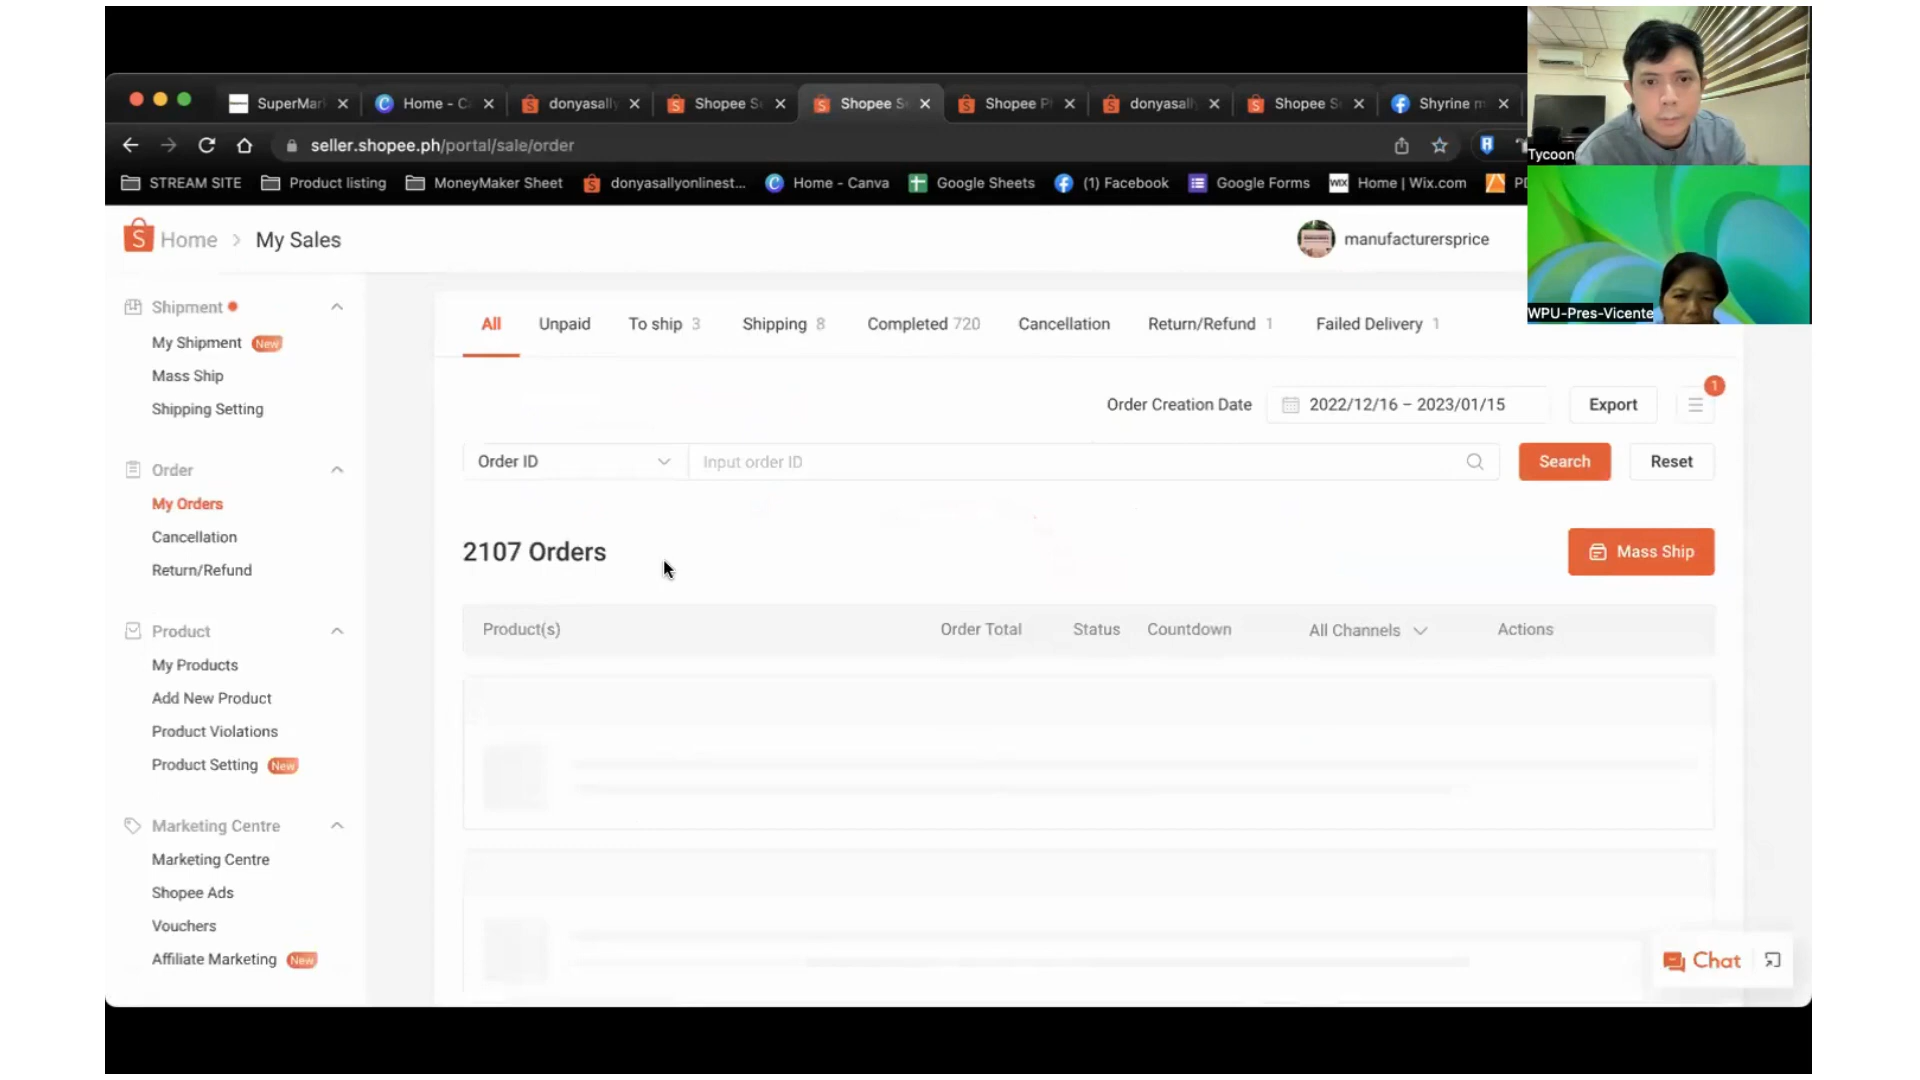 SuperMar
Home - C
donyasally
Shopee S
Shopee S
Shopee P
donyasall
Shopee S
Shyrine m
seller.shopee.ph/portal/sale/order
STREAM SITE
Product listing
MoneyMaker Sheet
donyasallyonlinest...
Home - Canva
Google Sheets
(1) Facebook
Google Forms
WIX
Home | Wix.com
Tycoon
WPU-Pres-Vicente
Home > My Sales
manufacturersprice
Shipment
My Shipment New
Mass Ship
Shipping Setting
Order
My Orders
Cancellation
Return/Refund
Product
My Products
Add New Product
Product Violations
Product Setting New
Marketing Centre
Marketing Centre
Shopee Ads
Vouchers
Affiliate Marketing New
All
Unpaid
To ship 3
Shipping 8
Completed 720
Cancellation
Return/Refund 1
Failed Delivery 1
Order Creation Date
2022/12/16 – 2023/01/15
Export
1
Order ID
Input order ID
Search
Reset
2107 Orders
Mass Ship
Product(s)
Order Total
Status
Countdown
All Channels
Actions
Chat